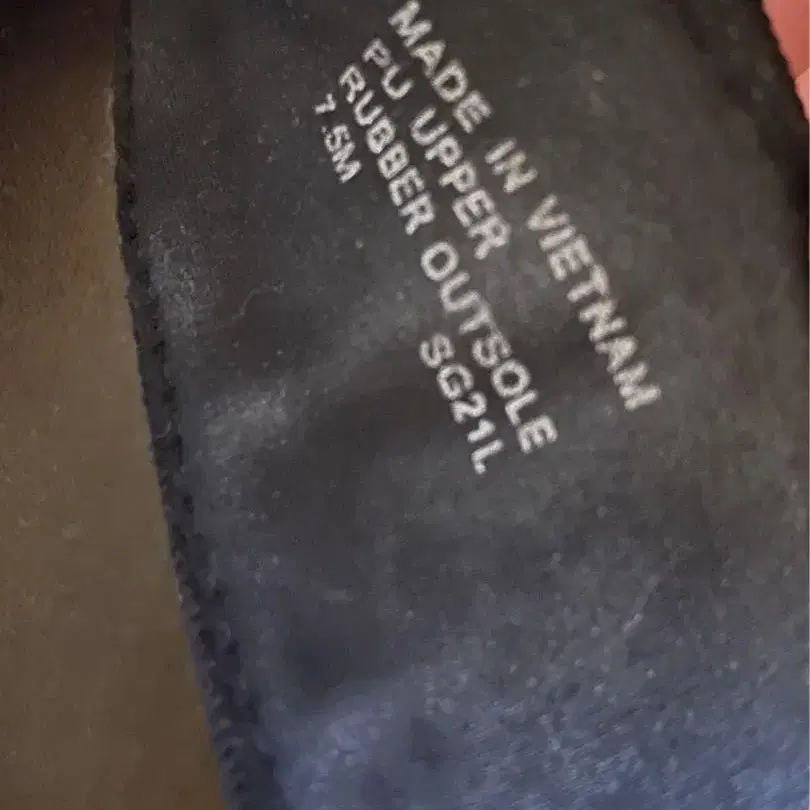 MADE IN VIETNAM
PU UPPER
RUBBER OUTSOLE
7.5M SG21L